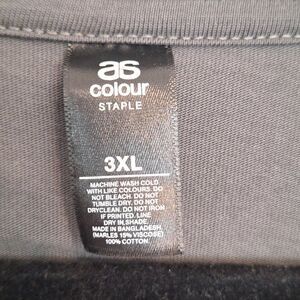 as
colour
STAPLE
3XL
MACHINE WASH COLD
WITH LIKE COLOURS. DO
NOT BLEACH. DO NOT
TUMBLE DRY. DO NOT
DRYCLEAN. DO NOT IRON
IF PRINTED. LINE
DRY IN SHADE.
MADE IN BANGLADESH.
(MARLES 15% VISCOSE)
100% COTTON